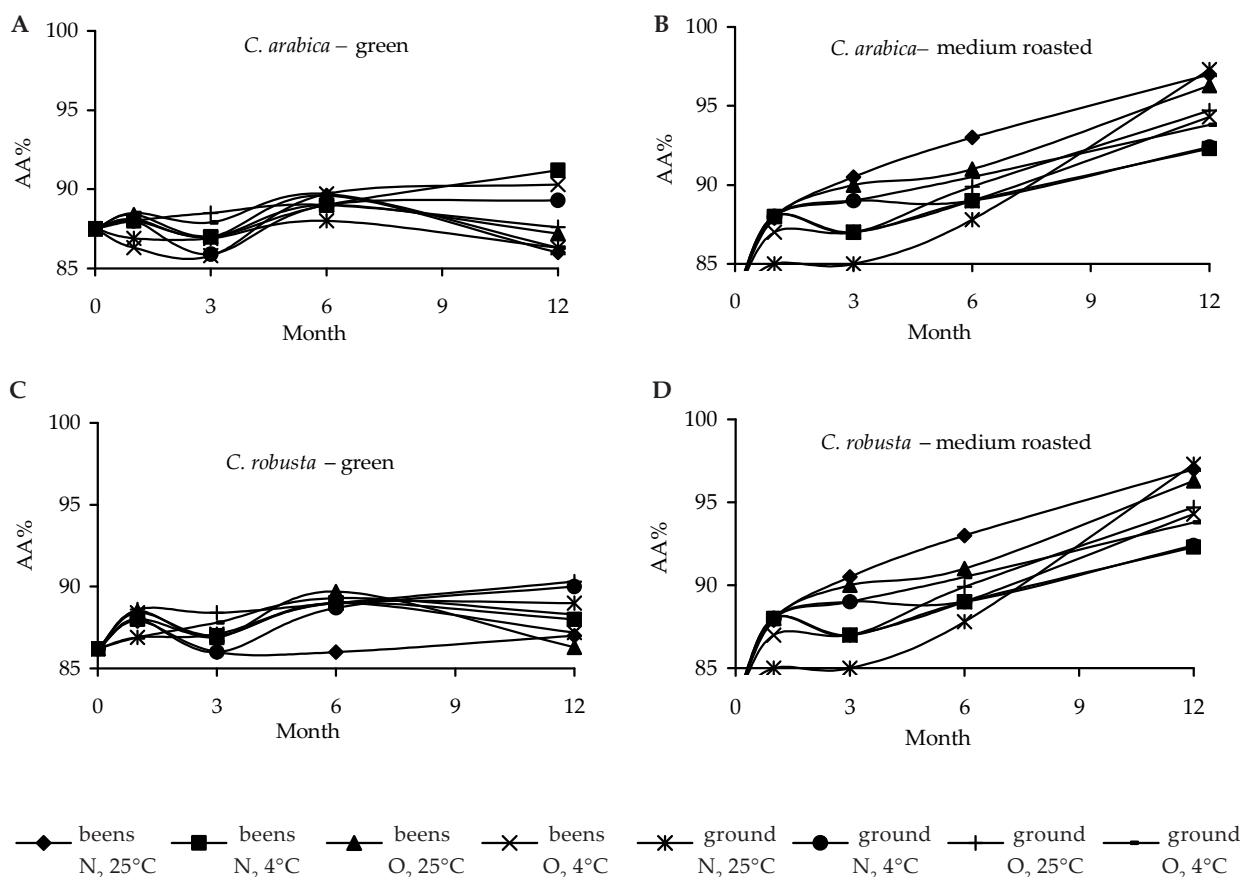 A
C. arabica – green
100
95
90
85
AA%
0 3 6 9 12
Month
B
C. arabica– medium roasted
100
95
90
85
AA%
0 3 6 9 12
Month
C
C. robusta – green
100
95
90
85
AA%
0 3 6 9 12
Month
D
C. robusta – medium roasted
100
95
90
85
AA%
0 3 6 9 12
Month
beens
N₂ 25°C
beens
N₂ 4°C
beens
O₂ 25°C
beens
O₂ 4°C
ground
N₂ 25°C
ground
N₂ 4°C
ground
O₂ 25°C
ground
O₂ 4°C